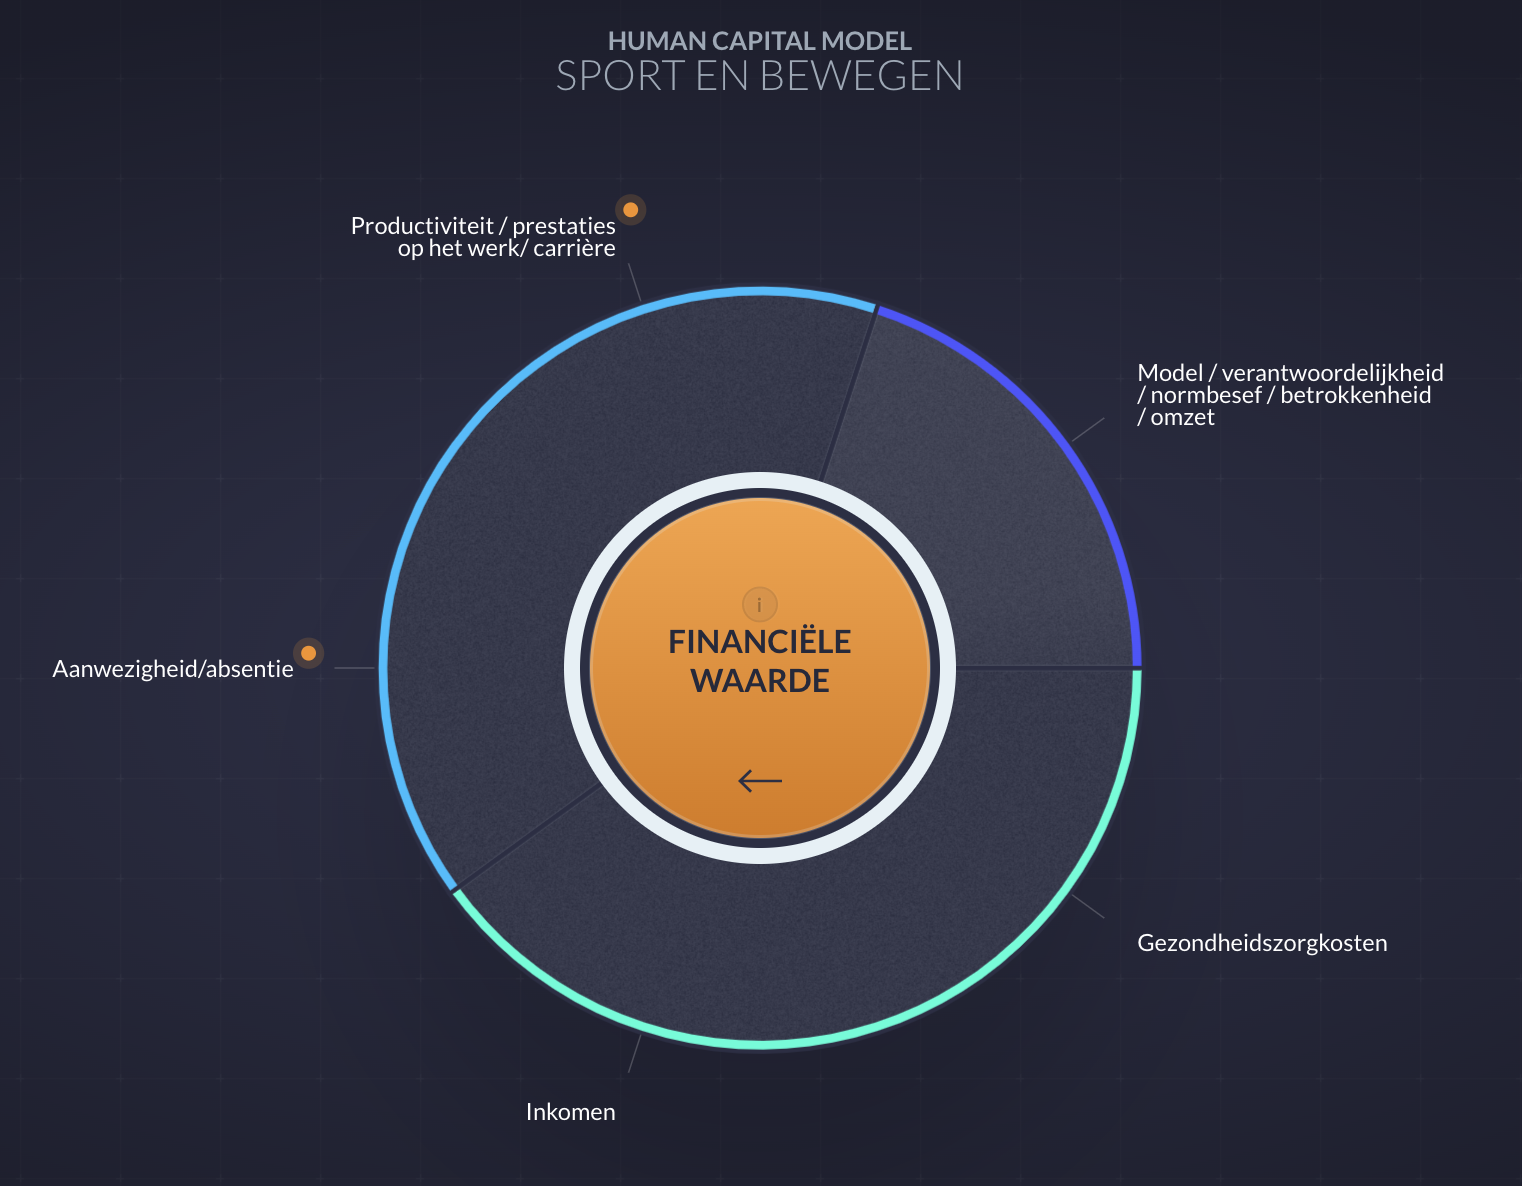 HUMAN CAPITAL MODEL
SPORT EN BEWEGEN
Productiviteit / prestaties
op het werk/ carrière
Model / verantwoordelijkheid
/ normbesef / betrokkenheid
/ omzet
i
FINANCIËLE
WAARDE
Aanwezigheid/absentie
Gezondheidszorgkosten
Inkomen